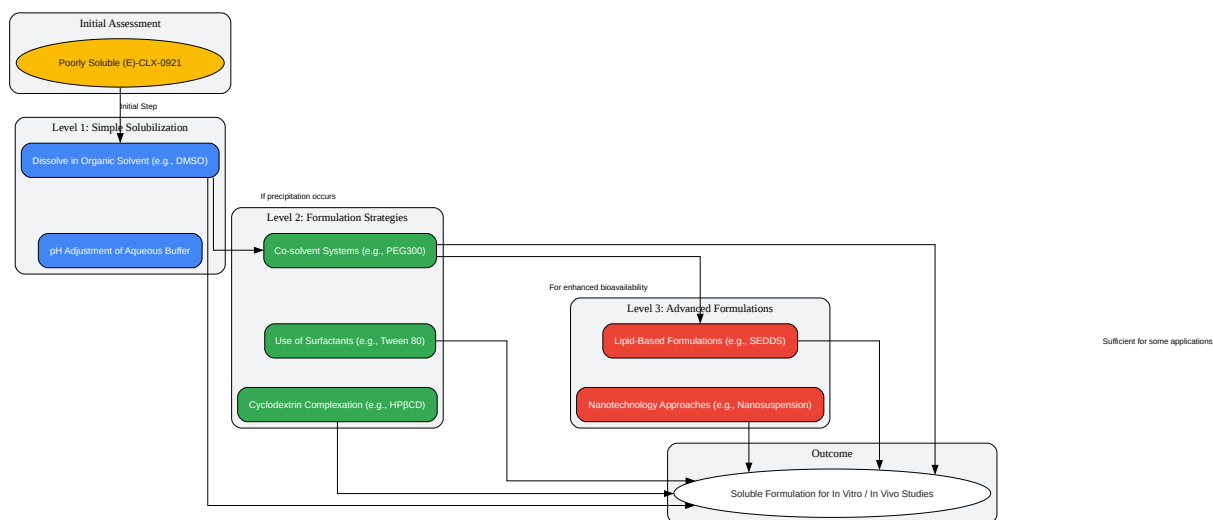 Initial Assessment
Poorly Soluble (E)-CLX-0921
Initial Step
Level 1: Simple Solubilization
Dissolve in Organic Solvent (e.g., DMSO)
pH Adjustment of Aqueous Buffer
If precipitation occurs
Level 2: Formulation Strategies
Co-solvent Systems (e.g., PEG300)
Use of Surfactants (e.g., Tween 80)
Cyclodextrin Complexation (e.g., HPβCD)
For enhanced bioavailability
Level 3: Advanced Formulations
Lipid-Based Formulations (e.g., SEDDS)
Nanotechnology Approaches (e.g., Nanosuspension)
Sufficient for some applications
Outcome
Soluble Formulation for In Vitro / In Vivo Studies